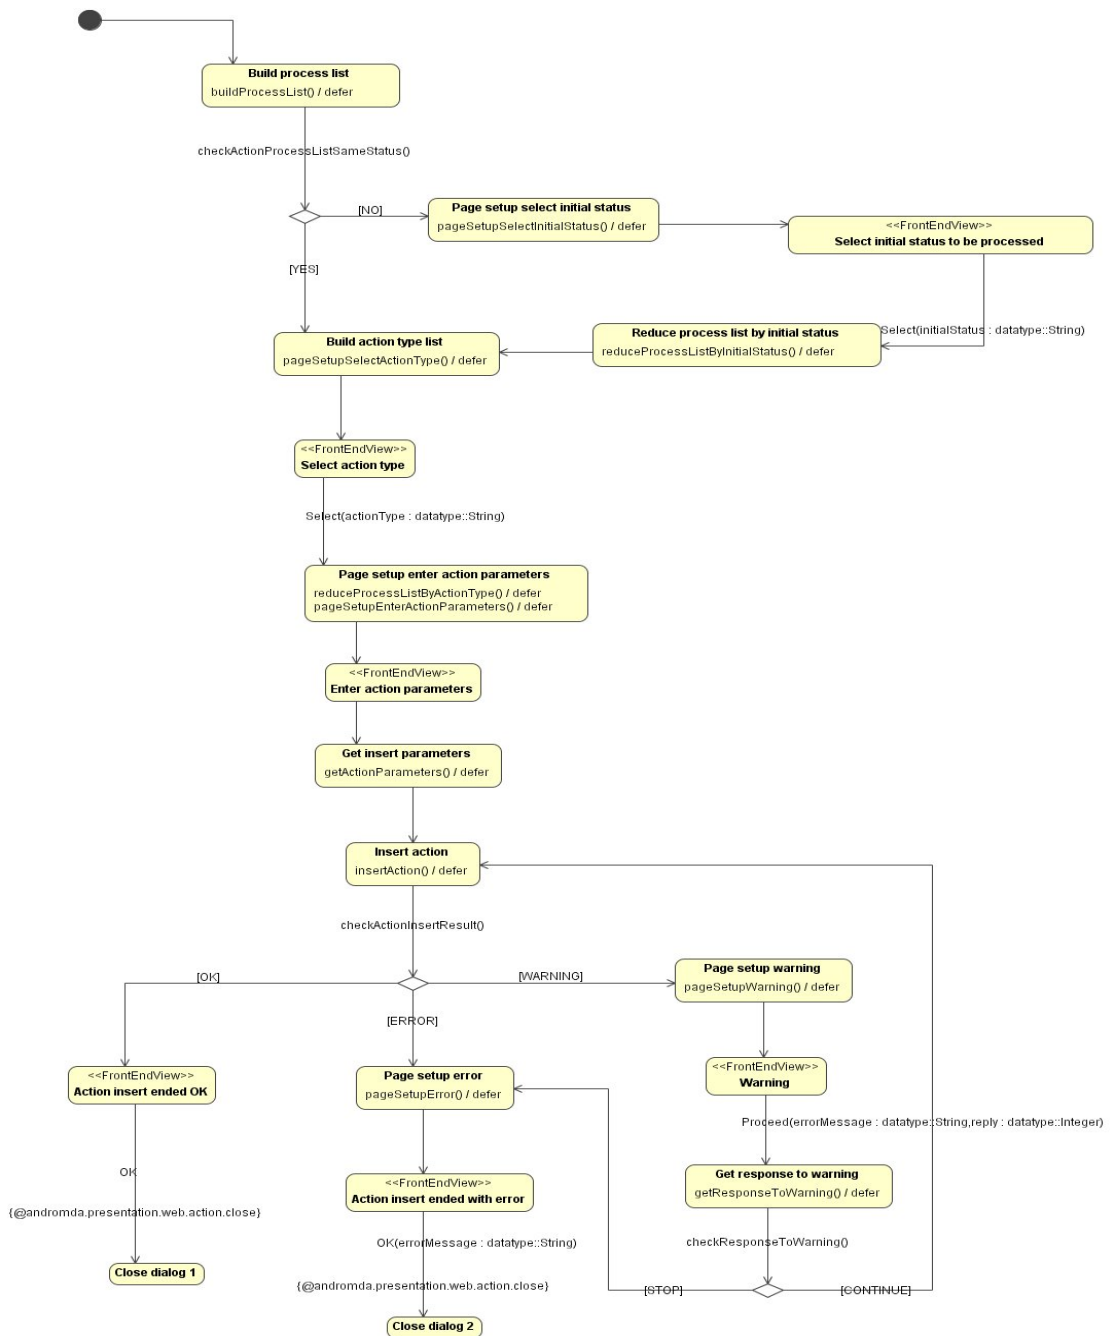 Build process list
buildProcessList() / defer
checkActionProcessListSameStatus()
[NO]
Page setup select initial status
pageSetupSelectInitialStatus() / defer
<<FrontEndView>>
Select initial status to be processed
[YES]
Select(initialStatus : datatype::String)
Reduce process list by initial status
reduceProcessListByInitialStatus() / defer
Build action type list
pageSetupSelectActionType() / defer
<<FrontEndView>>
Select action type
Select(actionType : datatype::String)
Page setup enter action parameters
reduceProcessListByActionType() / defer
pageSetupEnterActionParameters() / defer
<<FrontEndView>>
Enter action parameters
Get insert parameters
getActionParameters() / defer
Insert action
insertAction() / defer
checkActionInsertResult()
[OK]
[WARNING]
[ERROR]
Page setup warning
pageSetupWarning() / defer
<<FrontEndView>>
Action insert ended OK
Page setup error
pageSetupError() / defer
<<FrontEndView>>
Warning
Proceed(errorMessage : datatype::String,reply : datatype::Integer)
OK
{@andromda.presentation.web.action.close}
<<FrontEndView>>
Action insert ended with error
Get response to warning
getResponseToWarning() / defer
OK(errorMessage : datatype::String)
checkResponseToWarning()
Close dialog 1
{@andromda.presentation.web.action.close}
[STOP]
[CONTINUE]
Close dialog 2